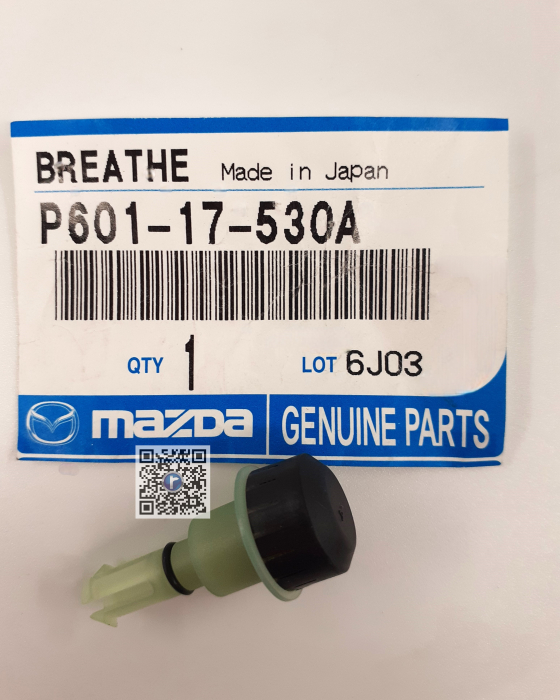 BREATHE Made in Japan
P601-17-530A
QTY 1 LOT 6J03
mazda GENUINE PARTS